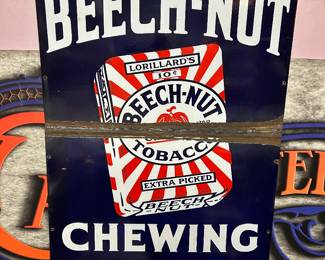 BEECH-NUT
LORILLARD'S
10¢
BEECH-NUT
TOBACCO
EXTRA PICKED
BEECH-NUT
CHEWING